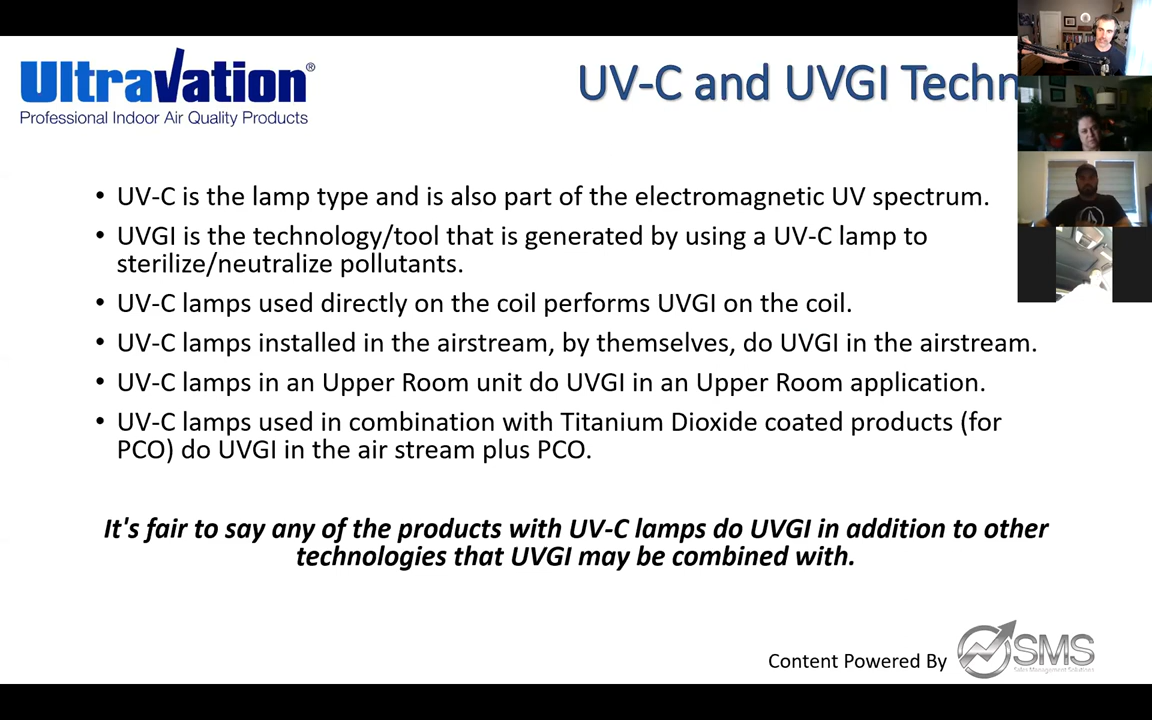 Ultravation®
Professional Indoor Air Quality Products
UV-C and UVGI Techn
• UV-C is the lamp type and is also part of the electromagnetic UV spectrum.
• UVGI is the technology/tool that is generated by using a UV-C lamp to
sterilize/neutralize pollutants.
• UV-C lamps used directly on the coil performs UVGI on the coil.
• UV-C lamps installed in the airstream, by themselves, do UVGI in the airstream.
• UV-C lamps in an Upper Room unit do UVGI in an Upper Room application.
• UV-C lamps used in combination with Titanium Dioxide coated products (for
PCO) do UVGI in the air stream plus PCO.
It's fair to say any of the products with UV-C lamps do UVGI in addition to other
technologies that UVGI may be combined with.
Content Powered By
SMS
Sales Management Solutions